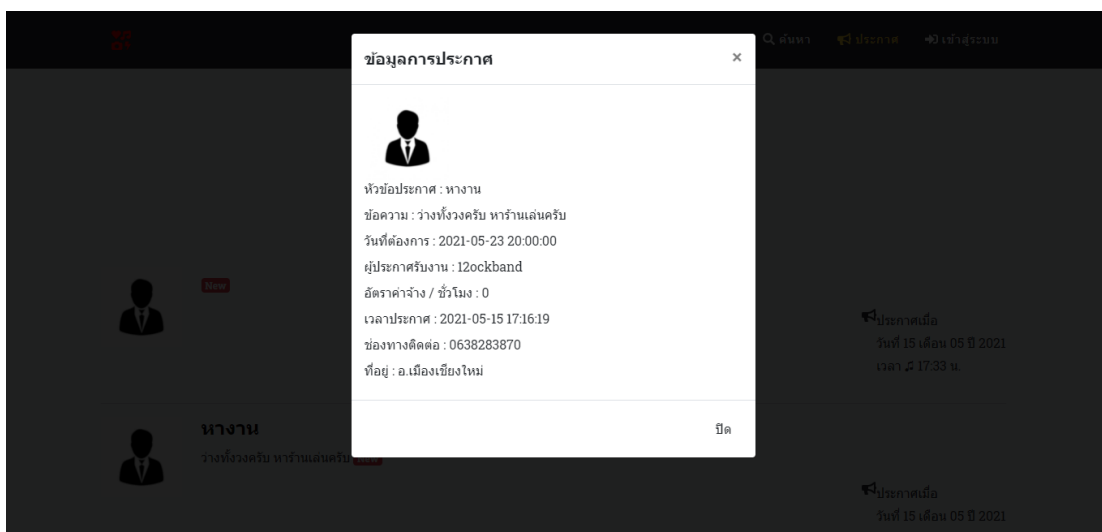 ค้นหา ประกาศ เข้าสู่ระบบ
ข้อมูลการประกาศ ×
หัวข้อประกาศ : หางาน
ข้อความ : ว่างทั้งวงครับ หาร้านเล่นครับ
วันที่ต้องการ : 2021-05-23 20:00:00
ผู้ประกาศรับงาน : 12ockband
อัตราค่าจ้าง / ชั่วโมง : 0
เวลาประกาศ : 2021-05-15 17:16:19
ช่องทางติดต่อ : 0638283870
ที่อยู่ : อ.เมืองเชียงใหม่
ปิด
New
ประกาศเมื่อ
วันที่ 15 เดือน 05 ปี 2021
เวลา 17:33 น.
หางาน
ว่างทั้งวงครับ หาร้านเล่นครับ
ประกาศเมื่อ
วันที่ 15 เดือน 05 ปี 2021